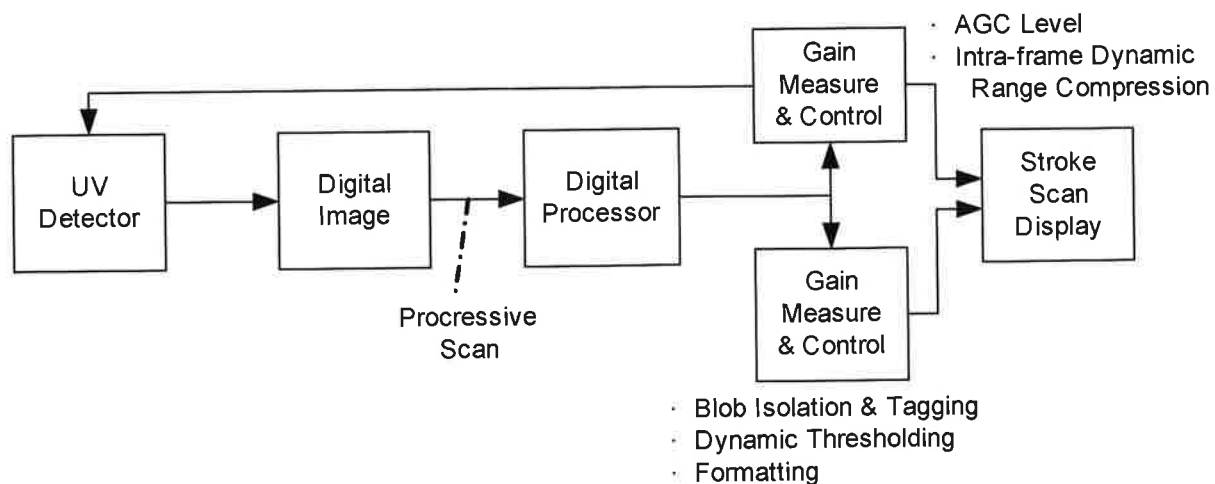 UV
Detector
Digital
Image
Procressive
Scan
Digital
Processor
Gain
Measure
& Control
· AGC Level
· Intra-frame Dynamic
Range Compression
Gain
Measure
& Control
· Blob Isolation & Tagging
· Dynamic Thresholding
· Formatting
Stroke
Scan
Display